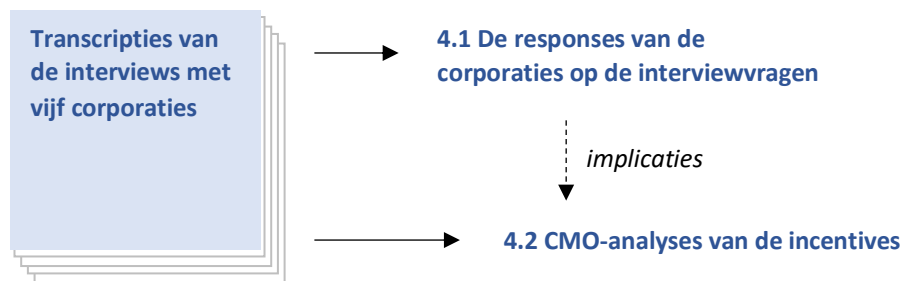 Transcripties van
de interviews met
vijf corporaties
4.1 De responses van de
corporaties op de interviewvragen
implicaties
4.2 CMO-analyses van de incentives